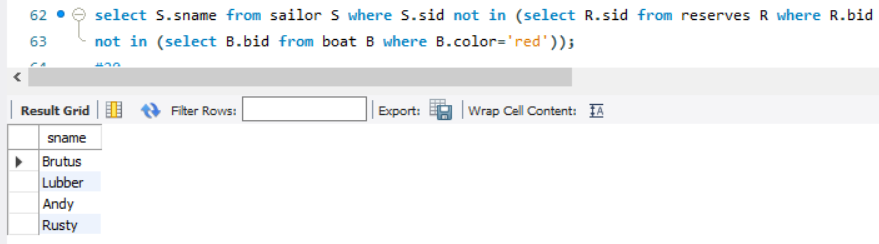 62 select S.sname from sailor S where S.sid not in (select R.sid from reserves R where R.bid
63 not in (select B.bid from boat B where B.color='red'));
Result Grid Filter Rows: Export: Wrap Cell Content:
sname
Brutus
Lubber
Andy
Rusty